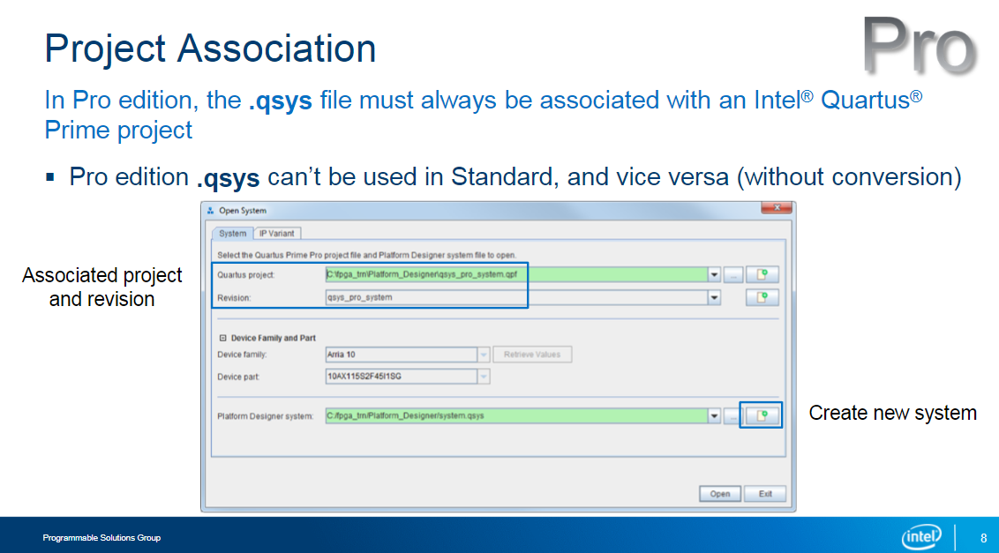 Project Association
Pro
In Pro edition, the .qsys file must always be associated with an Intel® Quartus®
Prime project
▪ Pro edition .qsys can’t be used in Standard, and vice versa (without conversion)
Open System
System
IP Variant
Select the Quartus Prime Pro project file and Platform Designer system file to open.
Associated project
and revision
Quartus project:
C:\fpga_trn\Platform_Designer\qsys_pro_system.qpf
...
Revision:
qsys_pro_system
Device Family and Part
Device family:
Arria 10
Retrieve Values
Device part:
10AX115S2F45I1SG
Platform Designer system:
C:/fpga_trn/Platform_Designer/system.qsys
...
Create new system
Open
Exit
Programmable Solutions Group
intel
8